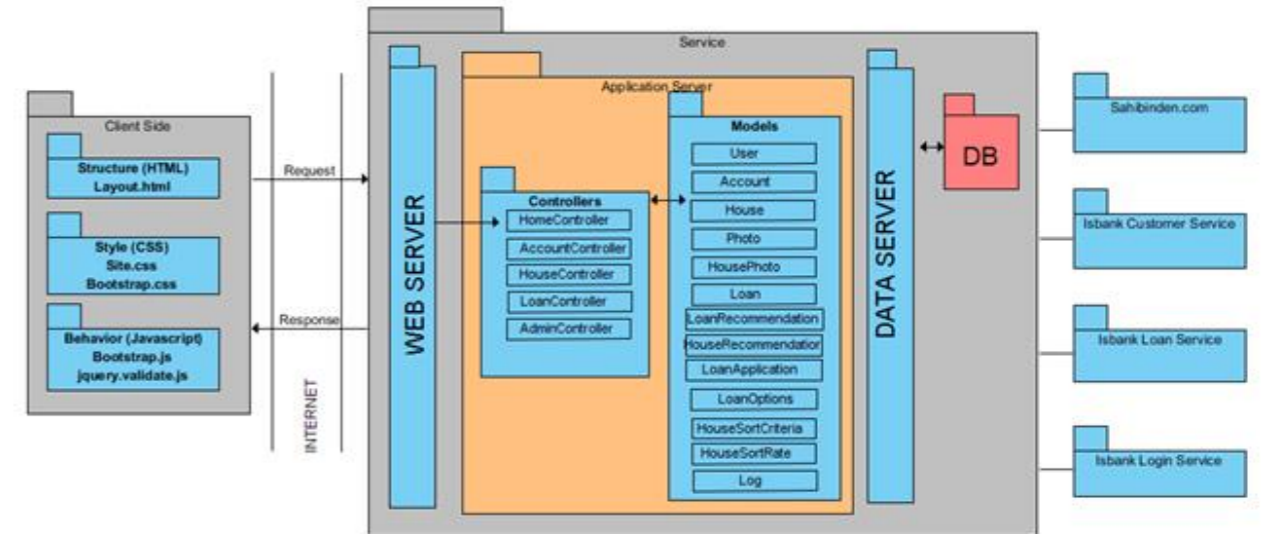 Client Side
Structure (HTML)
Layout.html
Style (CSS)
Site.css
Bootstrap.css
Behavior (Javascript)
Bootstrap.js
jquery.validate.js
Request
Response
INTERNET
Service
WEB SERVER
Application Server
Controllers
HomeController
AccountController
HouseController
LoanController
AdminController
Models
User
Account
House
Photo
HousePhoto
Loan
LoanRecommendation
HouseRecommendation
LoanApplication
LoanOptions
HouseSortCriteria
HouseSortRate
Log
DATA SERVER
DB
Sahibinden.com
Isbank Customer Service
Isbank Loan Service
Isbank Login Service